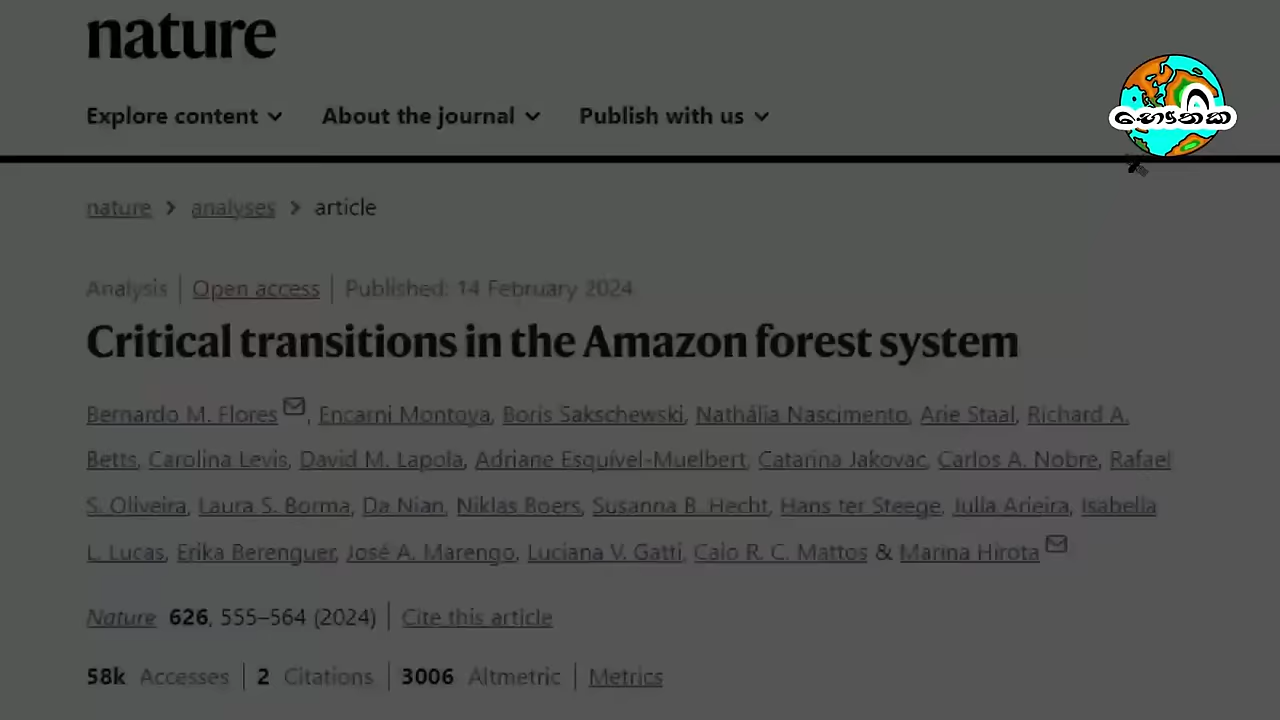 nature
Explore content About the journal Publish with us
භෞතික
nature > analyses > article
Analysis | Open access | Published: 14 February 2024
Critical transitions in the Amazon forest system
Bernardo M. Flores, Encarni Montoya, Boris Sakschewski, Nathália Nascimento, Arie Staal, Richard A.
Betts, Carolina Levis, David M. Lapola, Adriane Esquível-Muelbert, Catarina Jakovac, Carlos A. Nobre, Rafael
S. Oliveira, Laura S. Borma, Da Nian, Niklas Boers, Susanna B. Hecht, Hans ter Steege, Julia Arieira, Isabella
L. Lucas, Erika Berenguer, José A. Marengo, Luciana V. Gatti, Caio R. C. Mattos & Marina Hirota
Nature 626, 555–564 (2024) | Cite this article
58k Accesses | 2 Citations | 3006 Altmetric | Metrics